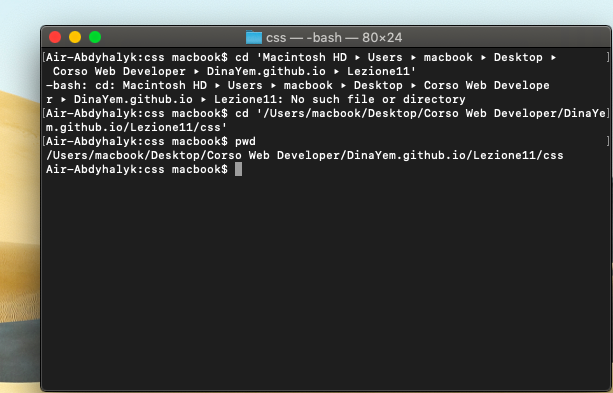 css — -bash — 80×24
[Air-Abdyhalyk:css macbook$ cd 'Macintosh HD ▸ Users ▸ macbook ▸ Desktop ▸ ]
 Corso Web Developer ▸ DinaYem.github.io ▸ Lezione11'
-bash: cd: Macintosh HD ▸ Users ▸ macbook ▸ Desktop ▸ Corso Web Develope
r ▸ DinaYem.github.io ▸ Lezione11: No such file or directory
[Air-Abdyhalyk:css macbook$ cd '/Users/macbook/Desktop/Corso Web Developer/DinaYe]
m.github.io/Lezione11/css'
[Air-Abdyhalyk:css macbook$ pwd ]
/Users/macbook/Desktop/Corso Web Developer/DinaYem.github.io/Lezione11/css
Air-Abdyhalyk:css macbook$